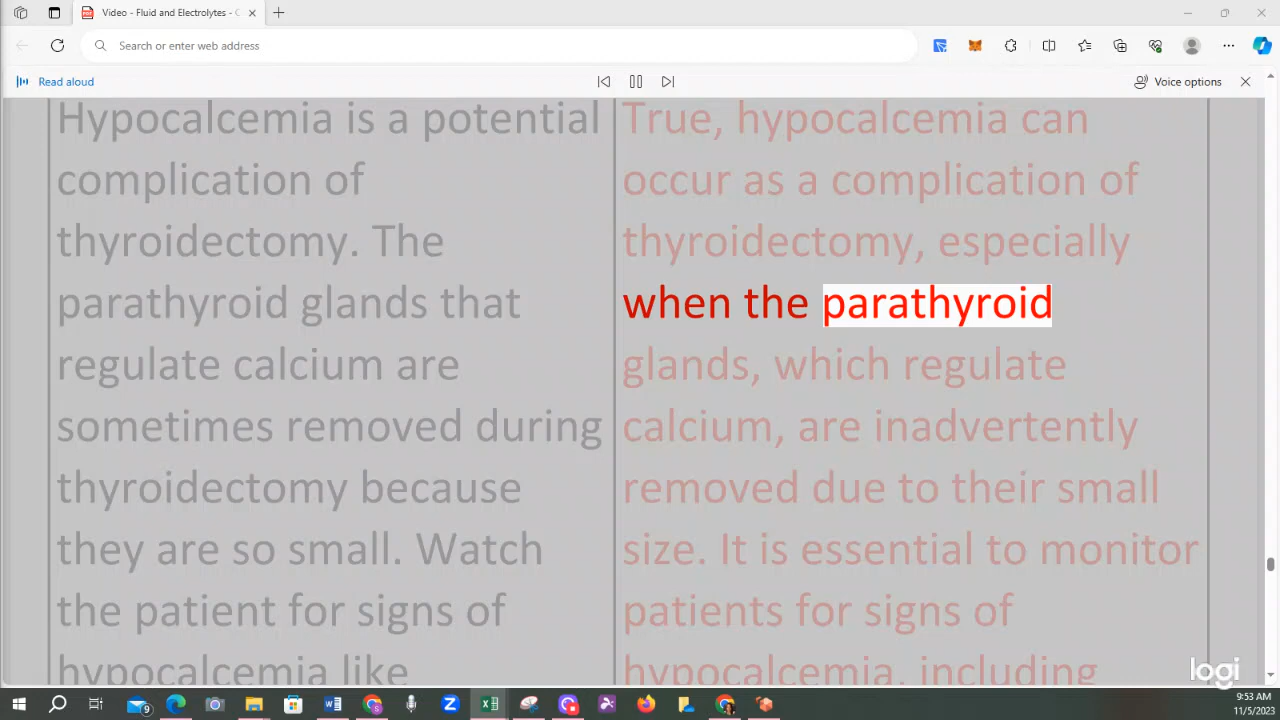 Video - Fluid and Electrolytes - C
Search or enter web address
Read aloud
Voice options
Hypocalcemia is a potential
complication of
thyroidectomy. The
parathyroid glands that
regulate calcium are
sometimes removed during
thyroidectomy because
they are so small. Watch
the patient for signs of
hypocalcemia like
True, hypocalcemia can
occur as a complication of
thyroidectomy, especially
when the parathyroid
glands, which regulate
calcium, are inadvertently
removed due to their small
size. It is essential to monitor
patients for signs of
hypocalcemia, including
logi
9:53 AM
11/5/2023